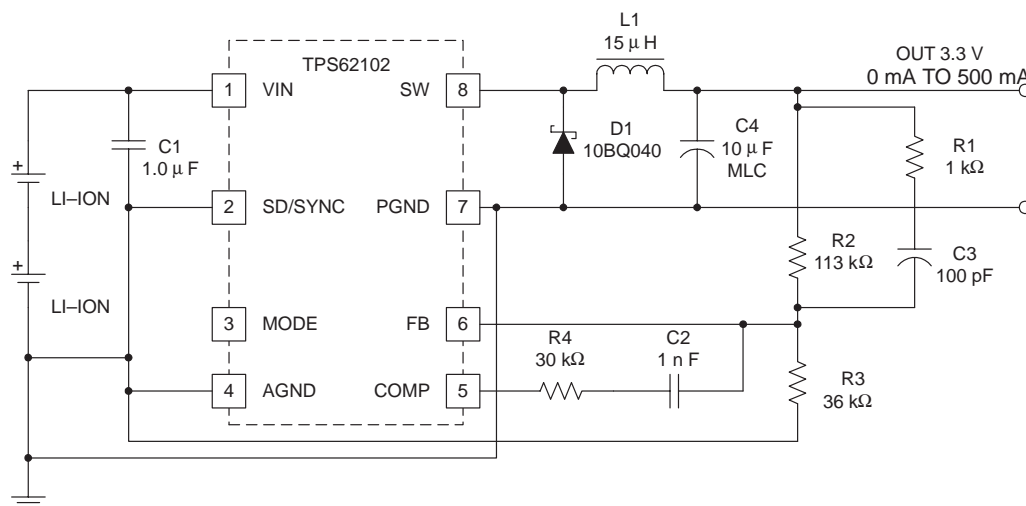 L1
15 μH
OUT 3.3 V
0 mA TO 500 mA
TPS62102
1 VIN
SW 8
C1
1.0 μF
D1
10BQ040
C4
10 μF
MLC
R1
1 kΩ
+
LI–ION
2 SD/SYNC
PGND 7
R2
113 kΩ
C3
100 pF
+
LI–ION
3 MODE
FB 6
R4
30 kΩ
C2
1 n F
4 AGND
COMP 5
R3
36 kΩ